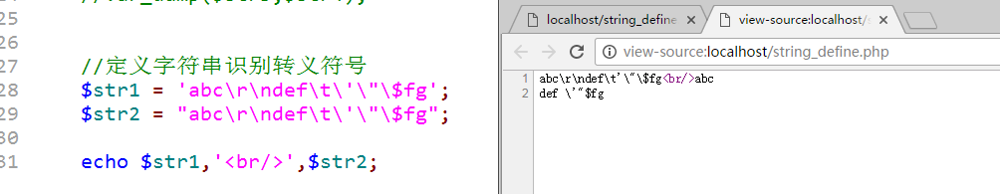 25
26
27 //定义字符串识别转义符号
28 $str1 = 'abc\r\ndef\t\'\"\$fg';
29 $str2 = "abc\r\ndef\t\'\"\$fg";
30
31 echo $str1,'<br/>',$str2;
localhost/string_define
view-source:localhost/s
view-source:localhost/string_define.php
1 abc\r\ndef\t'\"\$fg<br/>abc
2 def \'"$fg